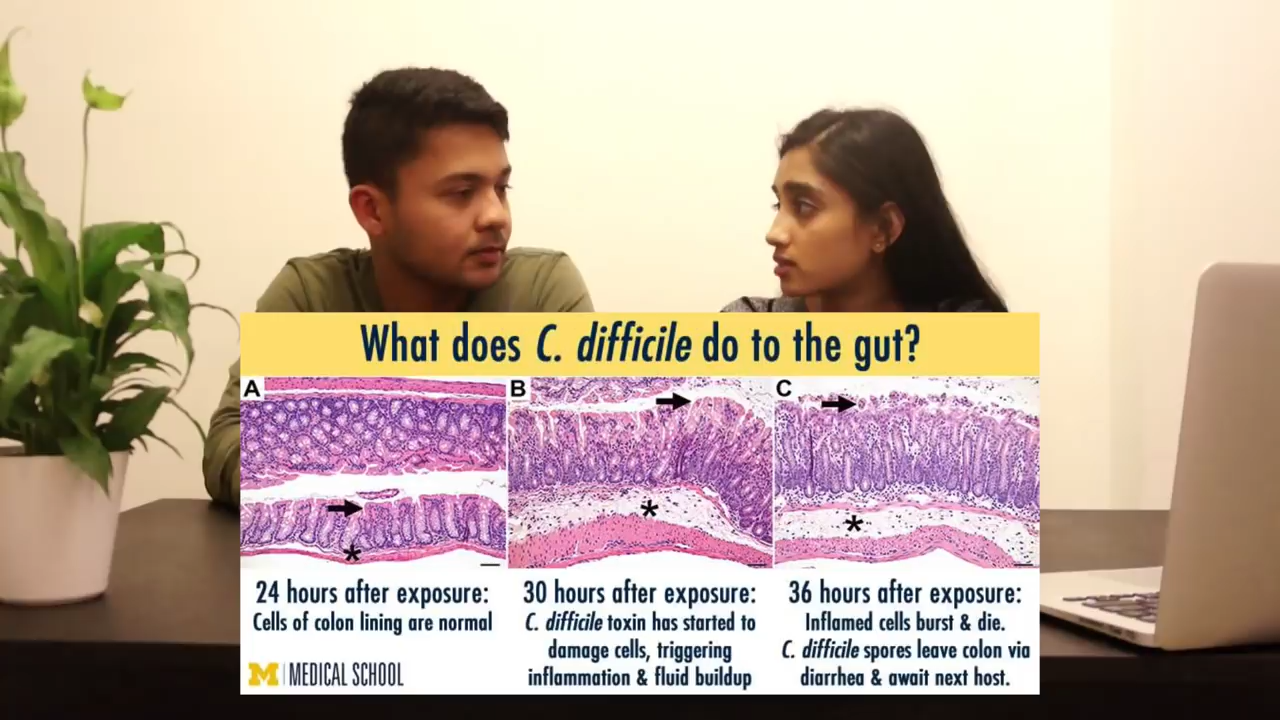 What does C. difficile do to the gut?
A
B
C
24 hours after exposure:
Cells of colon lining are normal
30 hours after exposure:
C. difficile toxin has started to
damage cells, triggering
inflammation & fluid buildup
36 hours after exposure:
Inflamed cells burst & die.
C. difficile spores leave colon via
diarrhea & await next host.
M MEDICAL SCHOOL